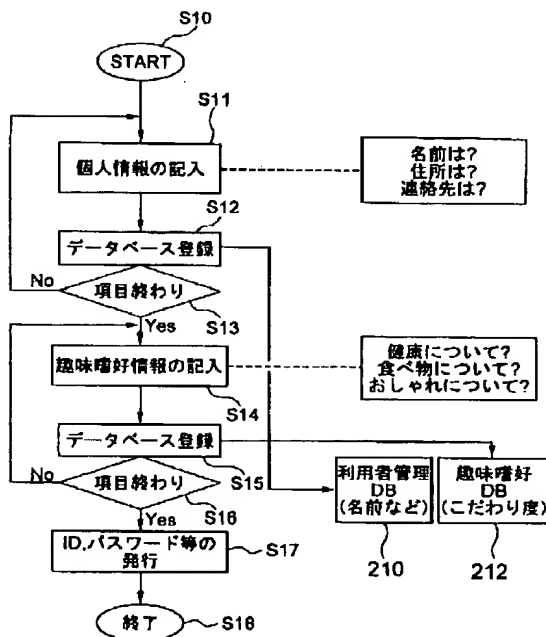 S10
START
S11
個人情報の記入
名前は?
住所は?
連絡先は?
S12
データベース登録
No
項目終わり
S13
Yes
趣味嗜好情報の記入
S14
健康について?
食べ物について?
おしゃれについて?
データベース登録
S15
No
項目終わり
S16
Yes
利用者管理
DB
(名前など)
210
趣味嗜好
DB
(こだわり度)
212
ID,パスワード等の
発行
S17
終了
S18